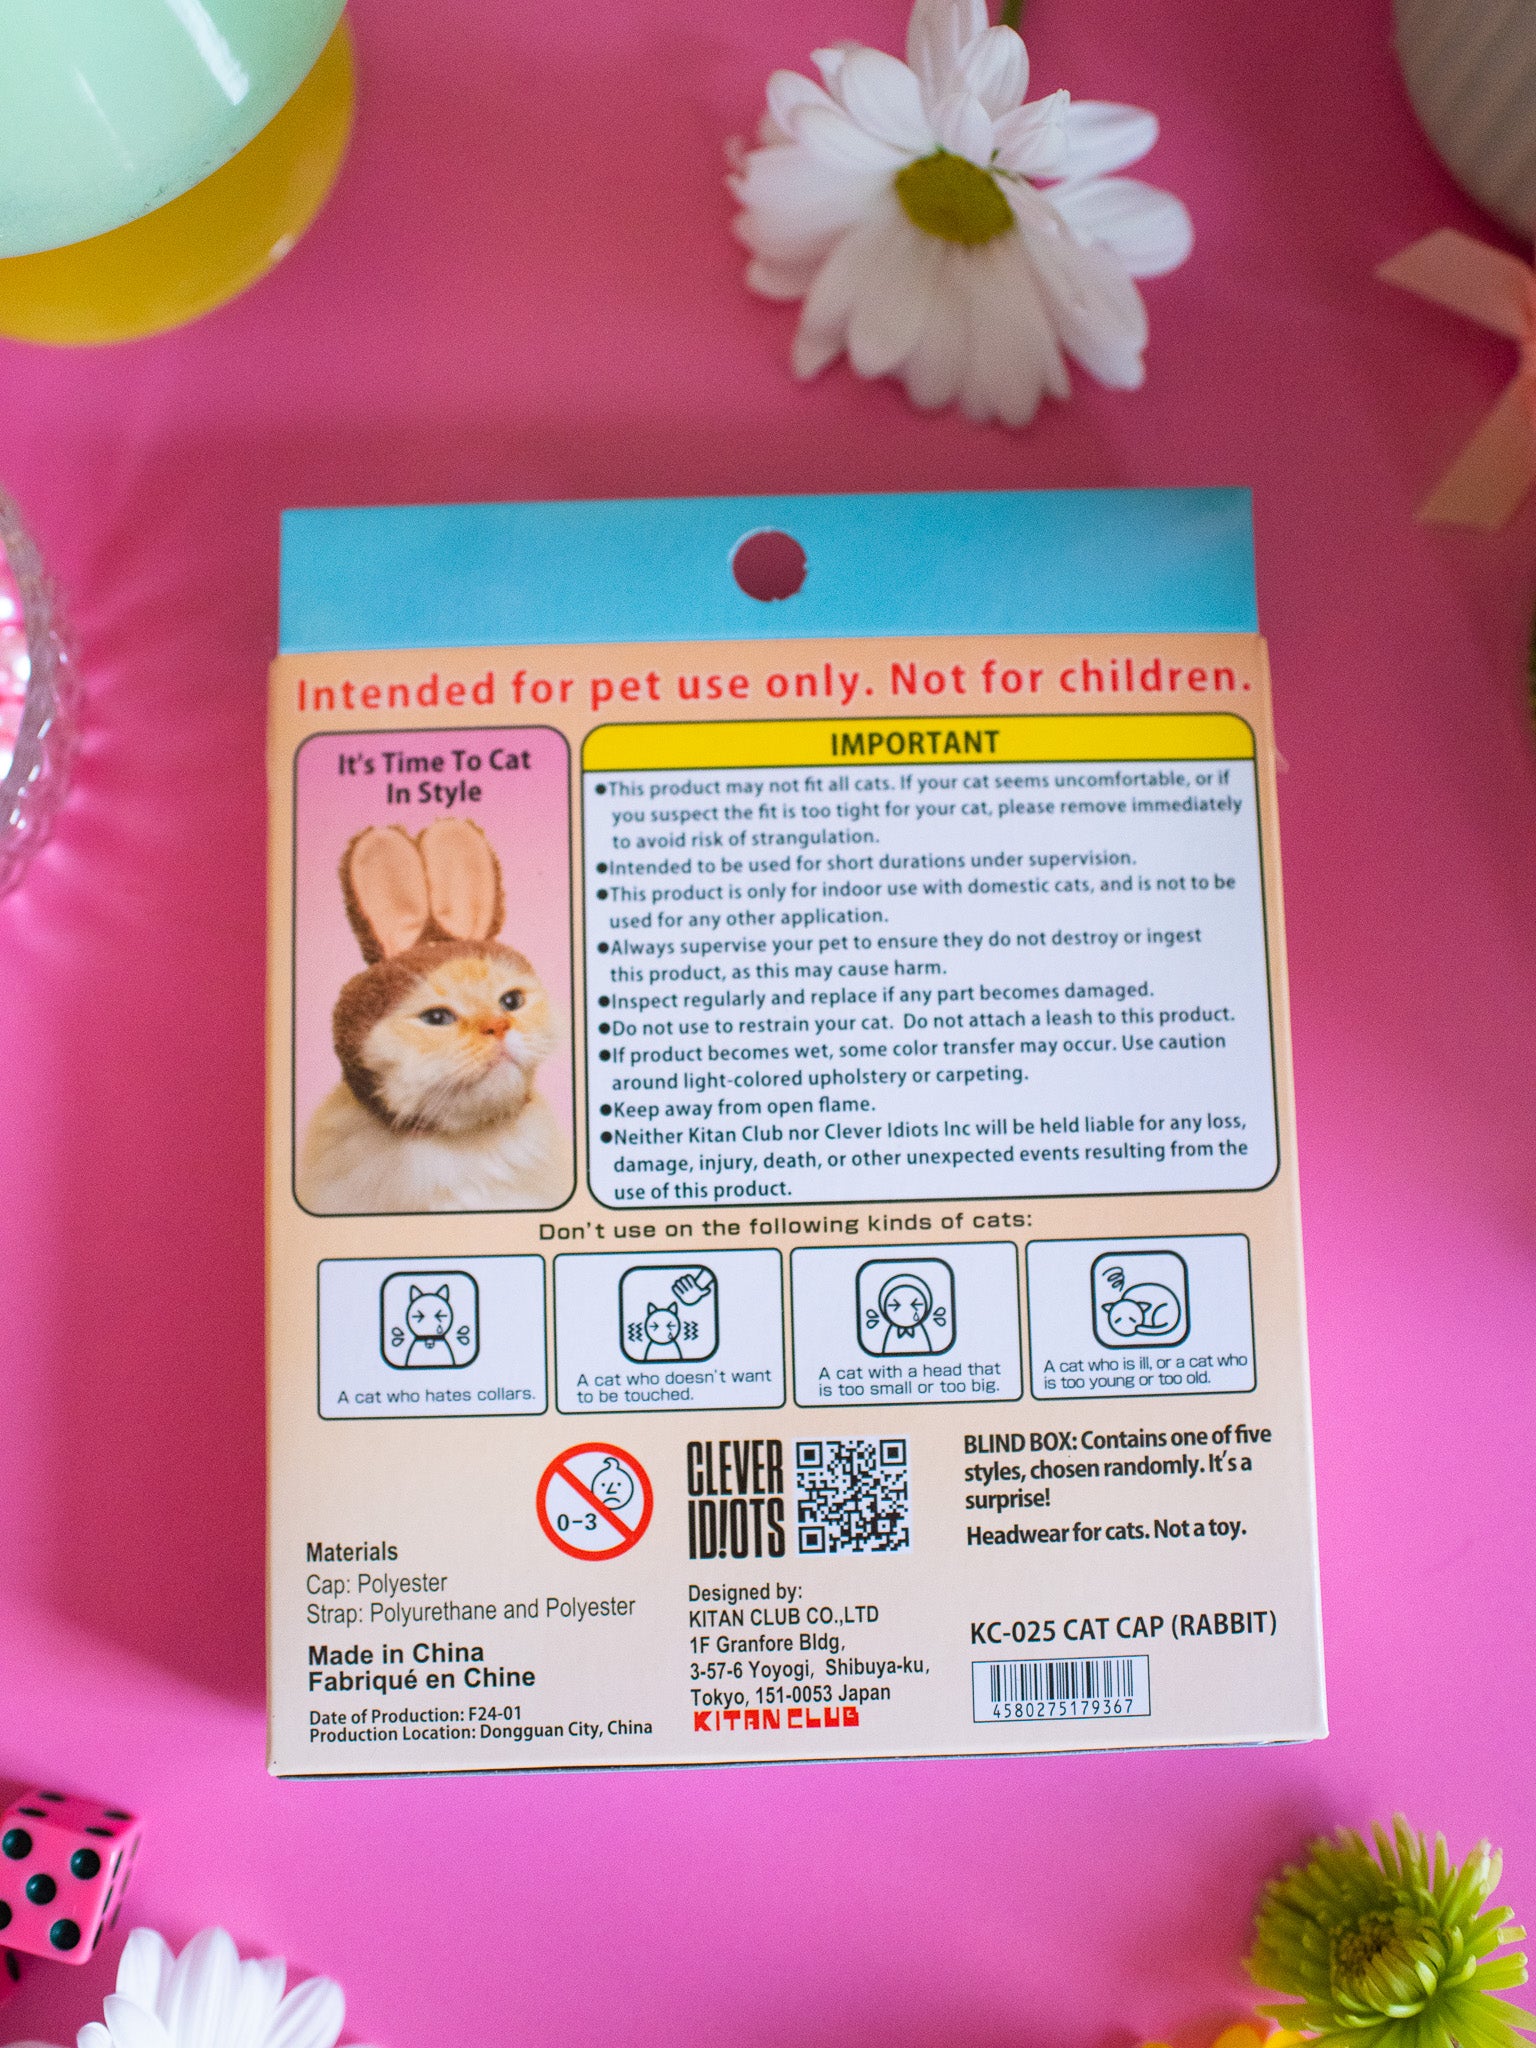 Intended for pet use only. Not for children.
It's Time To Cat
In Style
IMPORTANT
●This product may not fit all cats. If your cat seems uncomfortable, or if
you suspect the fit is too tight for your cat, please remove immediately
to avoid risk of strangulation.
●Intended to be used for short durations under supervision.
●This product is only for indoor use with domestic cats, and is not to be
used for any other application.
●Always supervise your pet to ensure they do not destroy or ingest
this product, as this may cause harm.
●Inspect regularly and replace if any part becomes damaged.
●Do not use to restrain your cat. Do not attach a leash to this product.
●If product becomes wet, some color transfer may occur. Use caution
around light-colored upholstery or carpeting.
●Keep away from open flame.
●Neither Kitan Club nor Clever Idiots Inc will be held liable for any loss,
damage, injury, death, or other unexpected events resulting from the
use of this product.
Don't use on the following kinds of cats:
A cat who hates collars.
A cat who doesn't want
to be touched.
A cat with a head that
is too small or too big.
A cat who is ill, or a cat who
is too young or too old.
0-3
Materials
Cap: Polyester
Strap: Polyurethane and Polyester
Made in China
Fabriqué en Chine
Date of Production: F24-01
Production Location: Dongguan City, China
CLEVER
ID!OTS
Designed by:
KITAN CLUB CO.,LTD
1F Granfore Bldg,
3-57-6 Yoyogi, Shibuya-ku,
Tokyo, 151-0053 Japan
KITAN CLUB
BLIND BOX: Contains one of five
styles, chosen randomly. It's a
surprise!
Headwear for cats. Not a toy.
KC-025 CAT CAP (RABBIT)
4580275179367